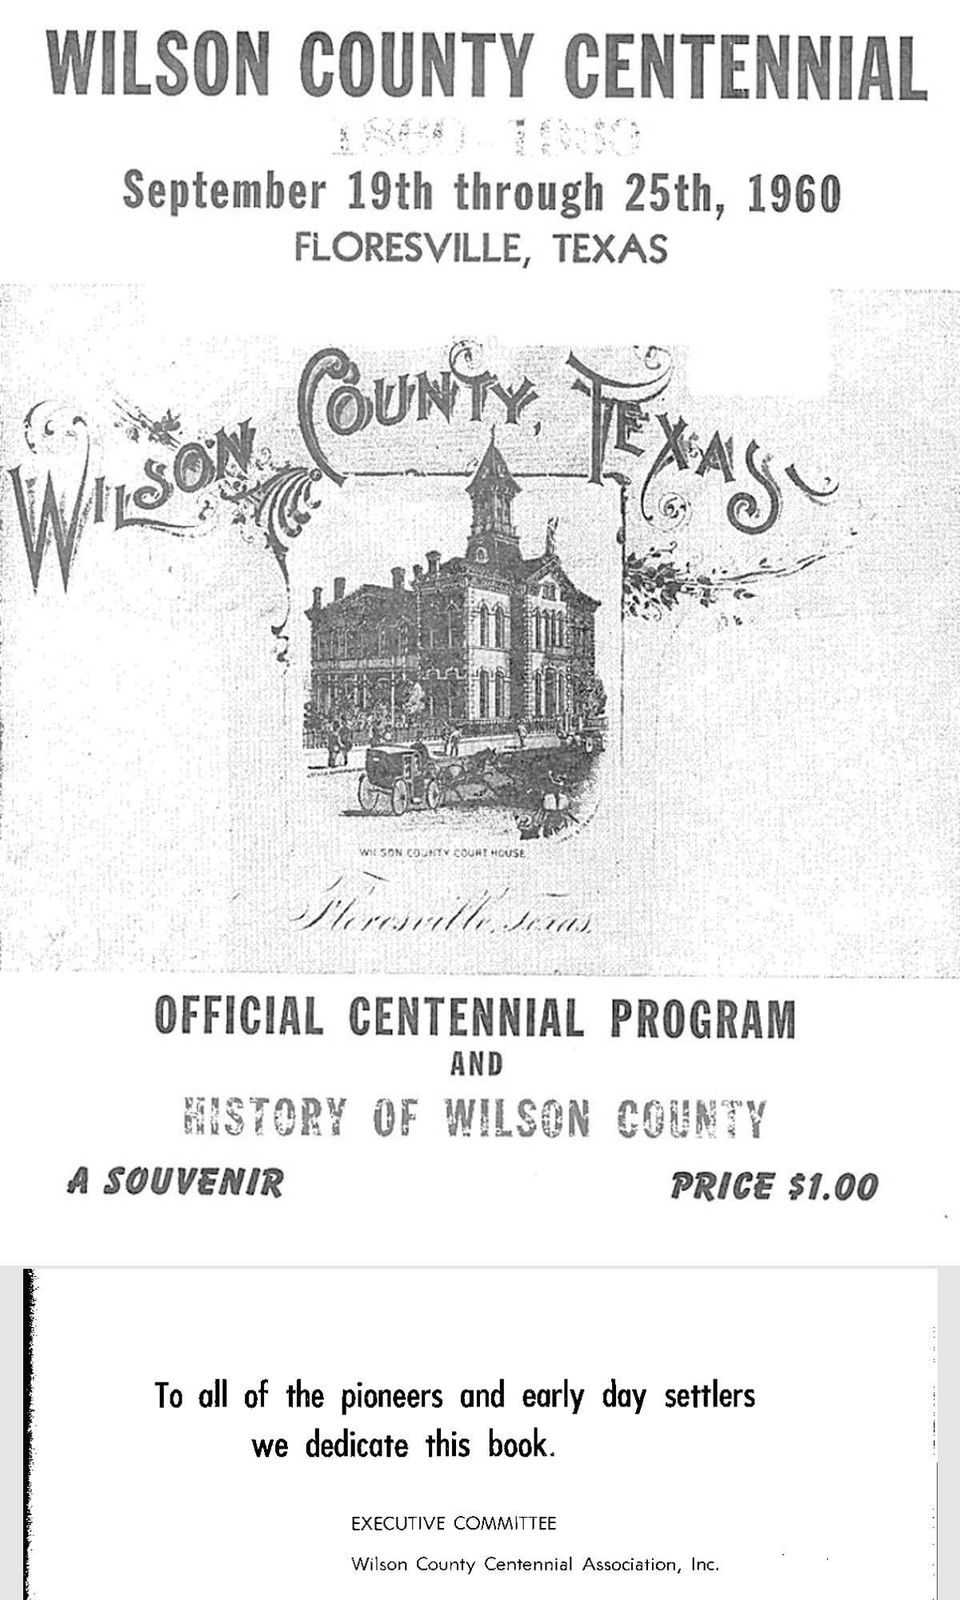 WILSON COUNTY CENTENNIAL
1860-1960
September 19th through 25th, 1960
FLORESVILLE, TEXAS
WILSON COUNTY, TEXAS
WILSON COUNTY COURT HOUSE
Floresville, Texas.
OFFICIAL CENTENNIAL PROGRAM
AND
HISTORY OF WILSON COUNTY
A SOUVENIR
PRICE $1.00
To all of the pioneers and early day settlers
we dedicate this book.
EXECUTIVE COMMITTEE
Wilson County Centennial Association, Inc.